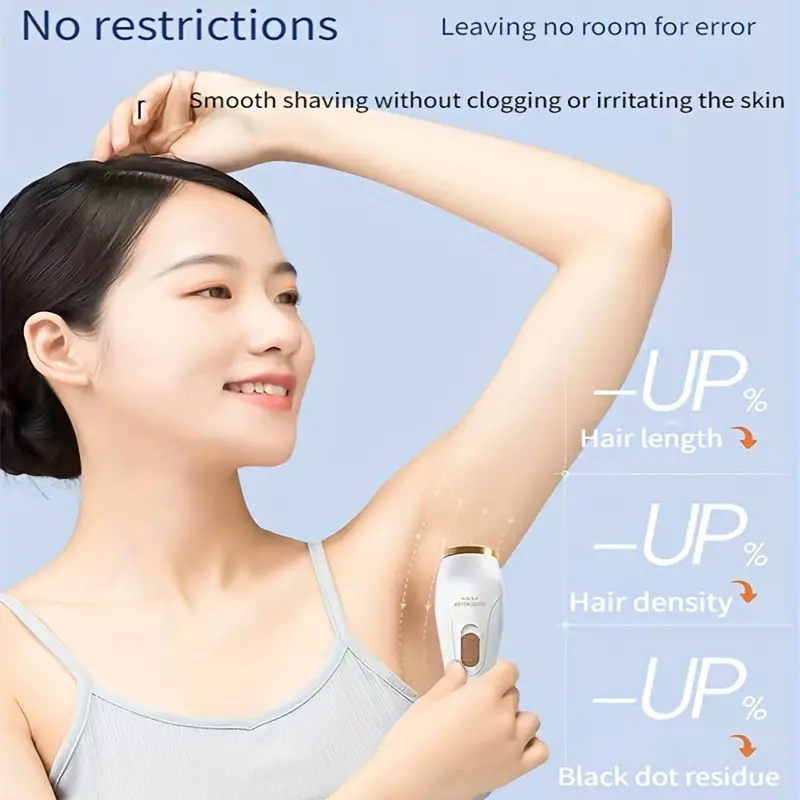 No restrictions
Leaving no room for error
r
Smooth shaving without clogging or irritating the skin
—UP%
Hair length
—UP%
Hair density
—UP%
Black dot residue